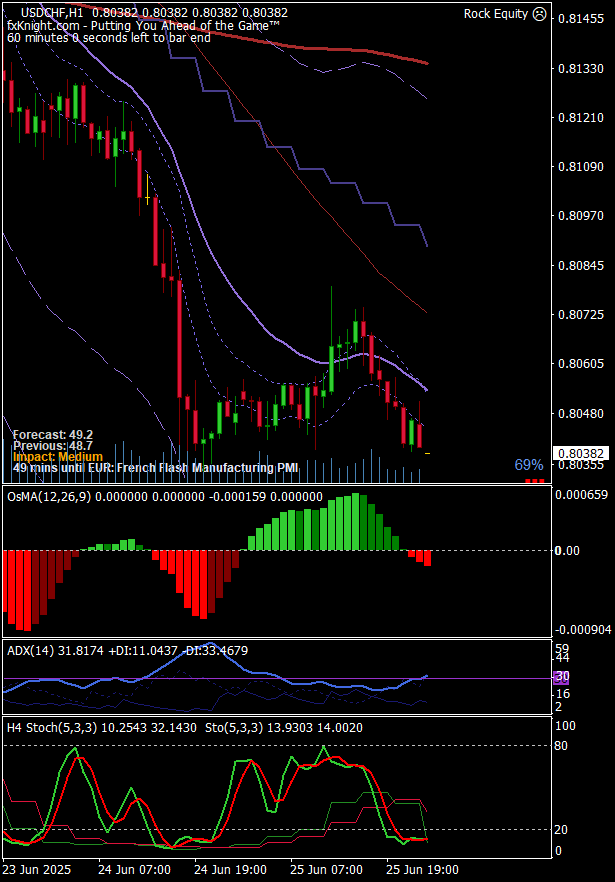 USDCHF,H1 0.80382 0.80382 0.80382 0.80382
Rock Equity ☹
fxKnight.com - Putting You Ahead of the Game™
60 minutes 0 seconds left to bar end
0.81455
0.81330
0.81210
0.81090
0.80970
0.80845
0.80725
0.80605
0.80480
0.80382
0.80355
Forecast: 49.2
Previous: 48.7
Impact: Medium
49 mins until EUR: French Flash Manufacturing PMI
69%
OsMA(12,26,9) 0.000000 0.000000 -0.000159 0.000000
0.000659
0.00
-0.000904
ADX(14) 31.8174 +DI:11.0437 -DI:33.4679
59
44
30
16
2
H4 Stoch(5,3,3) 10.2543 32.1430 Sto(5,3,3) 13.9303 14.0020
100
80
20
0
23 Jun 2025
24 Jun 07:00
24 Jun 19:00
25 Jun 07:00
25 Jun 19:00